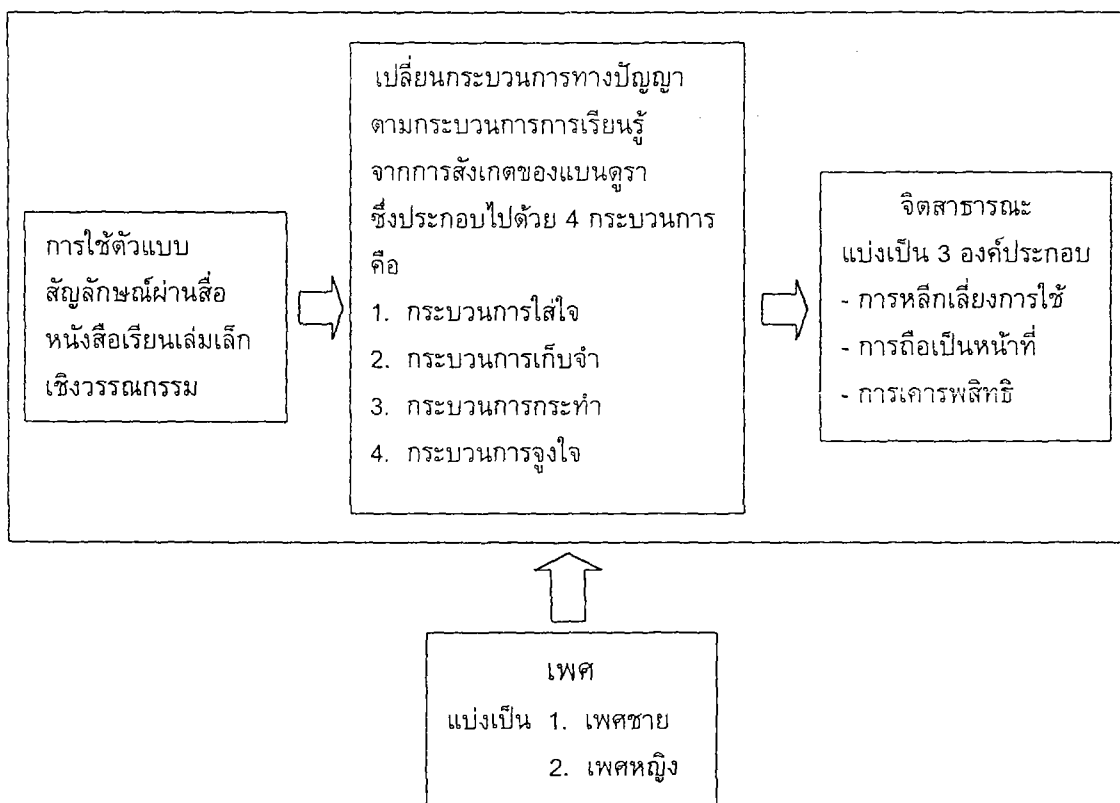 การใช้ตัวแบบ
สัญลักษณ์ผ่านสื่อ
หนังสือเรียนเล่มเล็ก
เชิงวรรณกรรม
เปลี่ยนกระบวนการทางปัญญา
ตามกระบวนการการเรียนรู้
จากการสังเกตของแบนดูรา
ซึ่งประกอบไปด้วย 4 กระบวนการ
คือ
1. กระบวนการใส่ใจ
2. กระบวนการเก็บจำ
3. กระบวนการกระทำ
4. กระบวนการจูงใจ
จิตสาธารณะ
แบ่งเป็น 3 องค์ประกอบ
- การหลีกเลี่ยงการใช้
- การถือเป็นหน้าที่
- การเคารพสิทธิ
เพศ
แบ่งเป็น 1. เพศชาย
2. เพศหญิง